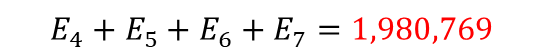 E₄ + E₅ + E₆ + E₇ = 1,980,769